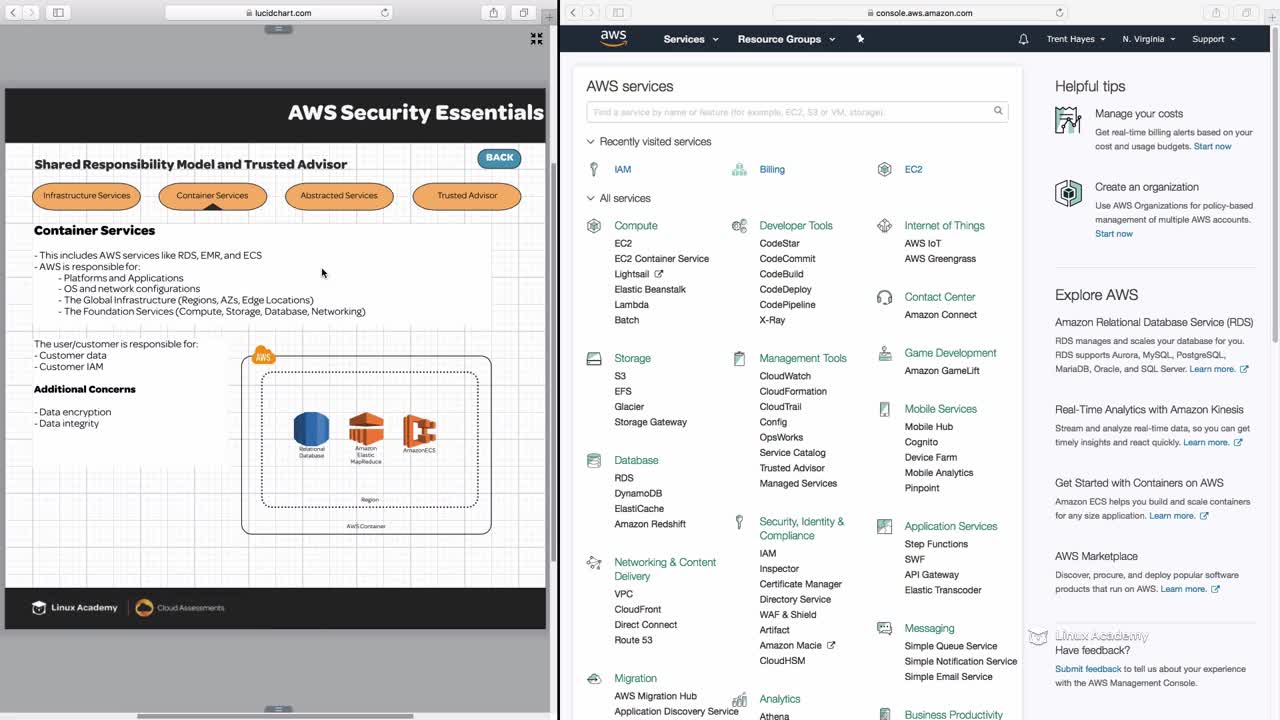 lucidchart.com
AWS Security Essentials
Shared Responsibility Model and Trusted Advisor
BACK
Infrastructure Services
Container Services
Abstracted Services
Trusted Advisor
Container Services
- This includes AWS services like RDS, EMR, and ECS
- AWS is responsible for:
- Platforms and Applications
- OS and network configurations
- The Global Infrastructure (Regions, AZs, Edge Locations)
- The Foundation Services (Compute, Storage, Database, Networking)
The user/customer is responsible for:
- Customer data
- Customer IAM
Additional Concerns
- Data encryption
- Data integrity
AWS
Relational
Database
Amazon
Elastic
MapReduce
AmazonECS
Region
AWS Container
Linux Academy
Cloud Assessments
console.aws.amazon.com
aws
Services
Resource Groups
Trent Hayes
N. Virginia
Support
AWS services
Find a service by name or feature (for example, EC2, S3 or VM, storage).
Recently visited services
IAM
Billing
EC2
All services
Compute
EC2
EC2 Container Service
Lightsail
Elastic Beanstalk
Lambda
Batch
Storage
S3
EFS
Glacier
Storage Gateway
Database
RDS
DynamoDB
ElastiCache
Amazon Redshift
Networking & Content
Delivery
VPC
CloudFront
Direct Connect
Route 53
Migration
AWS Migration Hub
Application Discovery Service
Developer Tools
CodeStar
CodeCommit
CodeBuild
CodeDeploy
CodePipeline
X-Ray
Management Tools
CloudWatch
CloudFormation
CloudTrail
Config
OpsWorks
Service Catalog
Trusted Advisor
Managed Services
Security, Identity &
Compliance
IAM
Inspector
Certificate Manager
Directory Service
WAF & Shield
Artifact
Amazon Macie
CloudHSM
Analytics
Athena
Internet of Things
AWS IoT
AWS Greengrass
Contact Center
Amazon Connect
Game Development
Amazon GameLift
Mobile Services
Mobile Hub
Cognito
Device Farm
Mobile Analytics
Pinpoint
Application Services
Step Functions
SWF
API Gateway
Elastic Transcoder
Messaging
Simple Queue Service
Simple Notification Service
Simple Email Service
Business Productivity
Helpful tips
Manage your costs
Get real-time billing alerts based on your
cost and usage budgets. Start now
Create an organization
Use AWS Organizations for policy-based
management of multiple AWS accounts.
Start now
Explore AWS
Amazon Relational Database Service (RDS)
RDS manages and scales your database for you.
RDS supports Aurora, MySQL, PostgreSQL,
MariaDB, Oracle, and SQL Server. Learn more.
Real-Time Analytics with Amazon Kinesis
Stream and analyze real-time data, so you can get
timely insights and react quickly. Learn more.
Get Started with Containers on AWS
Amazon ECS helps you build and scale containers
for any size application. Learn more.
AWS Marketplace
Discover, procure, and deploy popular software
products that run on AWS. Learn more.
Linux Academy
Have feedback?
Submit feedback to tell us about your experience
with the AWS Management Console.